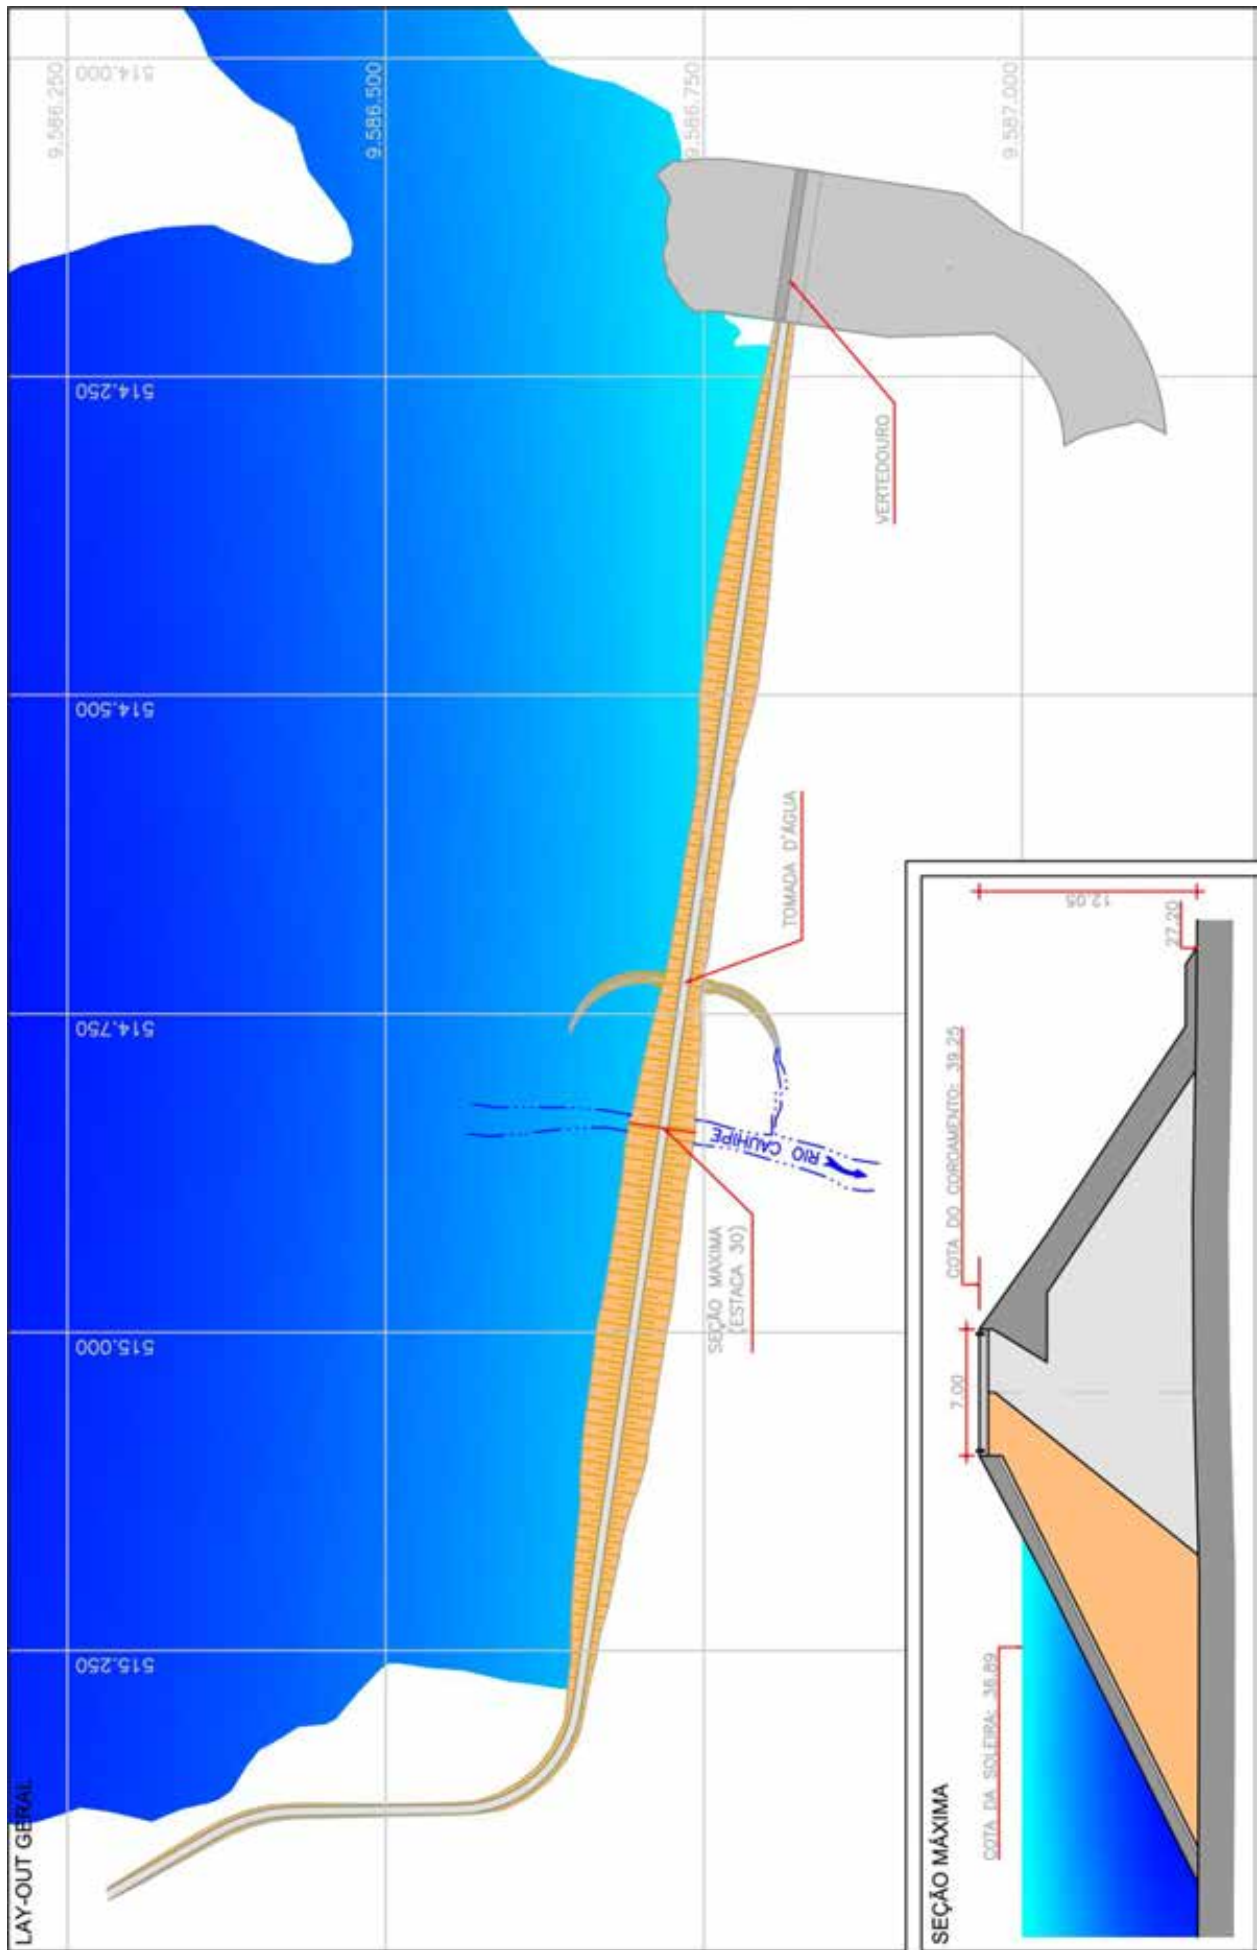 LAY-OUT GERAL
9.586.250
9.586.500
9.586.750
9.587.000
514.000
514.250
514.500
514.750
515.000
515.250
VERTEDOURO
TOMADA D'ÁGUA
RIO CAUHIPE
SEÇÃO MAXIMA
(ESTACA 30)
SEÇÃO MÁXIMA
COTA DA SOLEIRA: 36.89
7.00
COTA DO COROAMENTO: 39.25
12.05
27.20